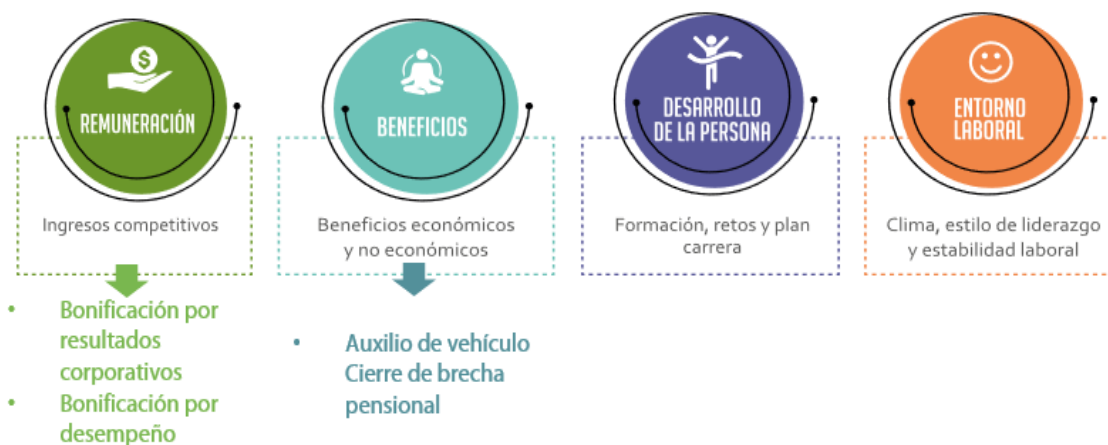 $
REMUNERACIÓN
Ingresos competitivos
• Bonificación por
resultados
corporativos
• Bonificación por
desempeño
BENEFICIOS
Beneficios económicos
y no económicos
• Auxilio de vehículo
Cierre de brecha
pensional
DESARROLLO
DE LA PERSONA
Formación, retos y plan
carrera
ENTORNO
LABORAL
Clima, estilo de liderazgo
y estabilidad laboral